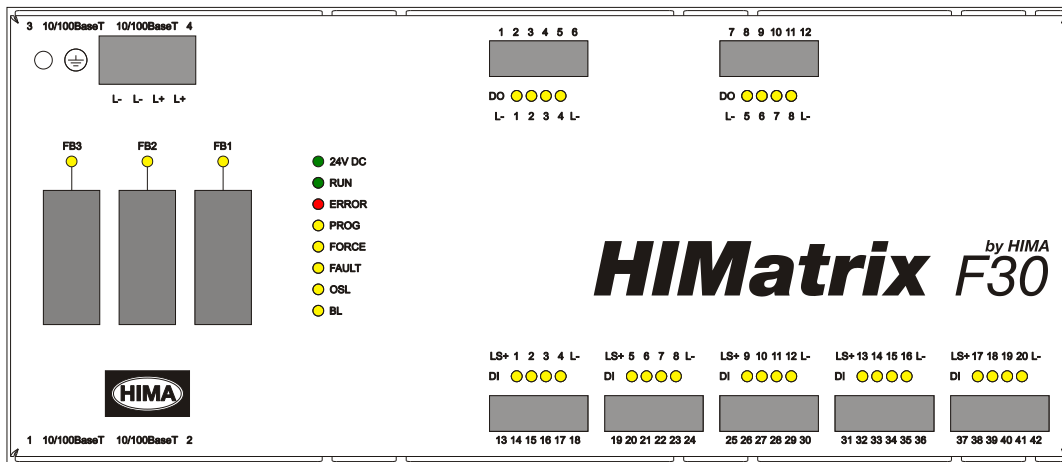 3 10/100BaseT 10/100BaseT 4
L- L- L+ L+
1 2 3 4 5 6
DO
L- 1 2 3 4 L-
7 8 9 10 11 12
DO
L- 5 6 7 8 L-
FB3 FB2 FB1
24V DC
RUN
ERROR
PROG
FORCE
FAULT
OSL
BL
HIMatrix by HIMA F30
HIMA
1 10/100BaseT 10/100BaseT 2
LS+ 1 2 3 4 L-
DI
13 14 15 16 17 18
LS+ 5 6 7 8 L-
DI
19 20 21 22 23 24
LS+ 9 10 11 12 L-
DI
25 26 27 28 29 30
LS+ 13 14 15 16 L-
DI
31 32 33 34 35 36
LS+ 17 18 19 20 L-
DI
37 38 39 40 41 42